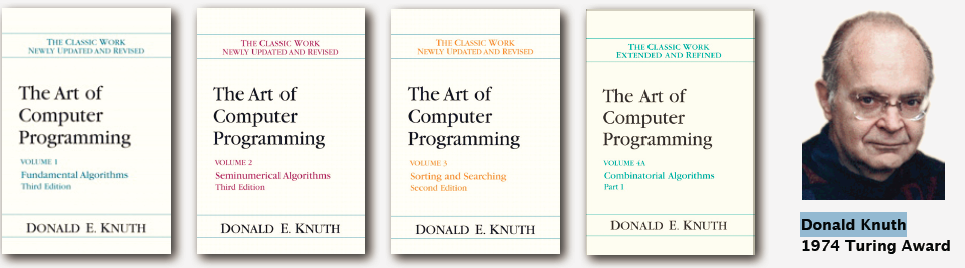 THE CLASSIC WORK
NEWLY UPDATED AND REVISED
The Art of
Computer
Programming
VOLUME 1
Fundamental Algorithms
Third Edition
DONALD E. KNUTH
THE CLASSIC WORK
NEWLY UPDATED AND REVISED
The Art of
Computer
Programming
VOLUME 2
Seminumerical Algorithms
Third Edition
DONALD E. KNUTH
THE CLASSIC WORK
NEWLY UPDATED AND REVISED
The Art of
Computer
Programming
VOLUME 3
Sorting and Searching
Second Edition
DONALD E. KNUTH
THE CLASSIC WORK
EXTENDED AND REFINED
The Art of
Computer
Programming
VOLUME 4A
Combinatorial Algorithms
Part 1
DONALD E. KNUTH
Donald Knuth
1974 Turing Award